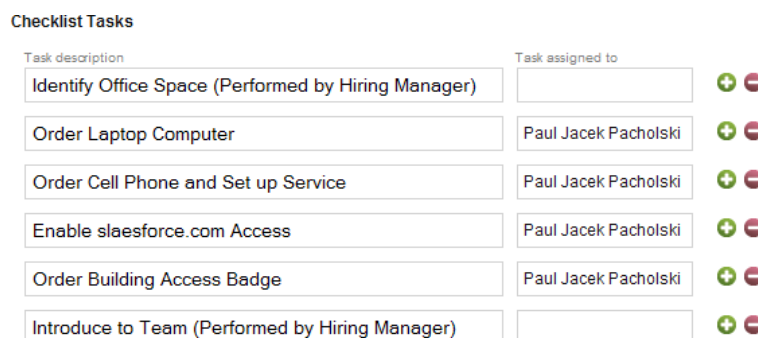 Checklist Tasks
Task description Task assigned to
Identify Office Space (Performed by Hiring Manager)
Order Laptop Computer Paul Jacek Pacholski
Order Cell Phone and Set up Service Paul Jacek Pacholski
Enable slaesforce.com Access Paul Jacek Pacholski
Order Building Access Badge Paul Jacek Pacholski
Introduce to Team (Performed by Hiring Manager)